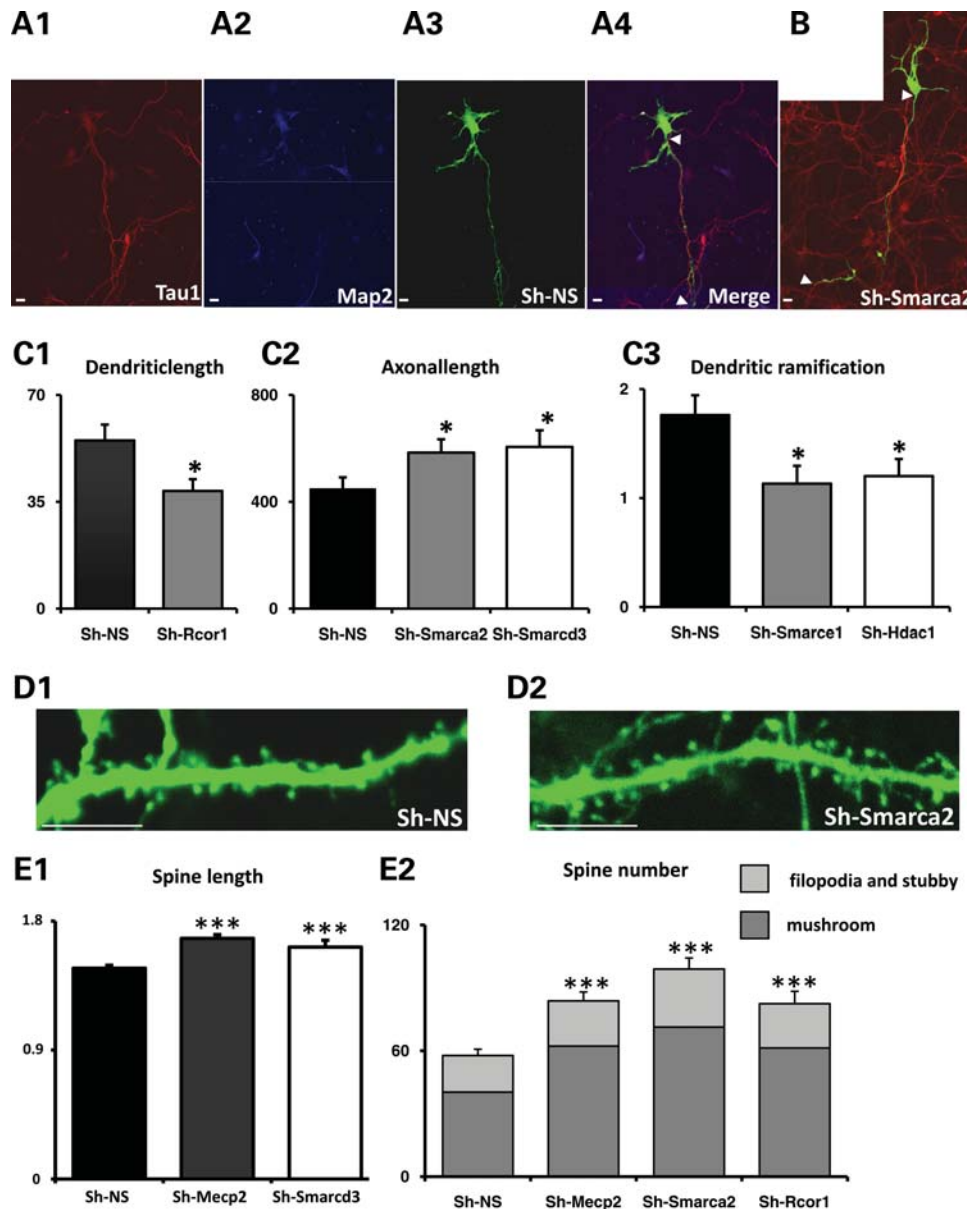 A1 A2 A3 A4 B
Tau1 Map2 Sh-NS Merge Sh-Smarca2
C1 C2 C3
Dendriticlength Axonallength Dendritic ramification
70
35
0
*
Sh-NS Sh-Rcor1
800
400
0
* *
Sh-NS Sh-Smarca2 Sh-Smarcd3
2
1
0
* *
Sh-NS Sh-Smarce1 Sh-Hdac1
D1 D2
Sh-NS Sh-Smarca2
E1 E2
Spine length
1.8
0.9
0
*** ***
Sh-NS Sh-Mecp2 Sh-Smarcd3
Spine number
filopodia and stubby
mushroom
120
60
0
*** *** ***
Sh-NS Sh-Mecp2 Sh-Smarca2 Sh-Rcor1